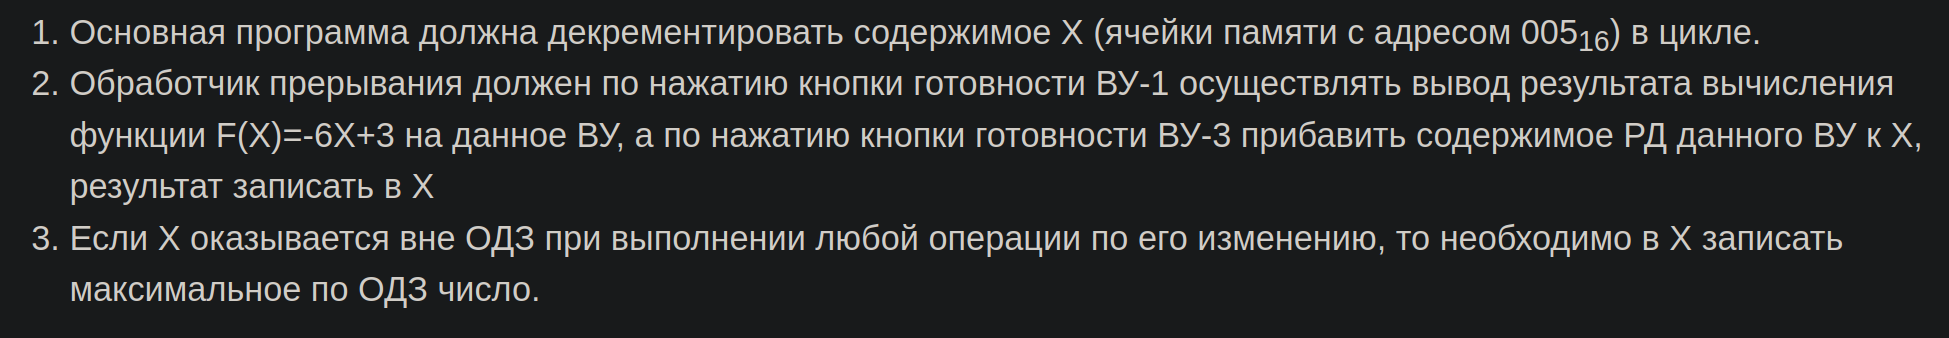 1. Основная программа должна декрементировать содержимое X (ячейки памяти с адресом 005₁₆) в цикле.
2. Обработчик прерывания должен по нажатию кнопки готовности ВУ-1 осуществлять вывод результата вычисления
функции F(X)=-6X+3 на данное ВУ, а по нажатию кнопки готовности ВУ-3 прибавить содержимое РД данного ВУ к X,
результат записать в X
3. Если X оказывается вне ОДЗ при выполнении любой операции по его изменению, то необходимо в X записать
максимальное по ОДЗ число.